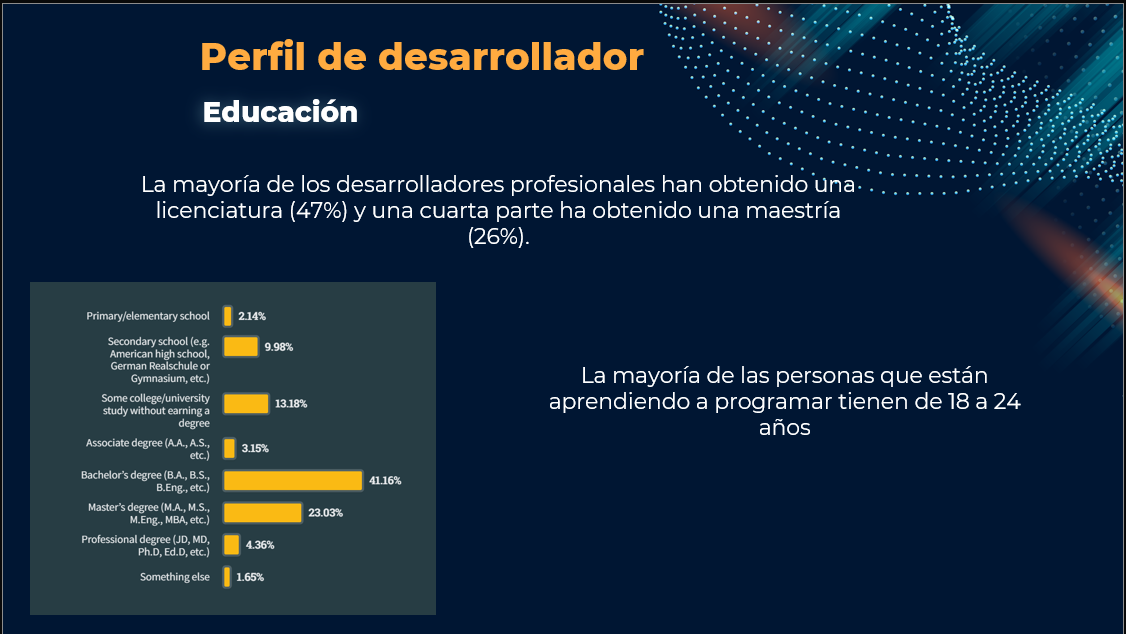 Perfil de desarrollador
Educación
La mayoría de los desarrolladores profesionales han obtenido una
licenciatura (47%) y una cuarta parte ha obtenido una maestría
(26%).
Primary/elementary school 2.14%
Secondary school (e.g.
American high school,
German Realschule or
Gymnasium, etc.) 9.98%
Some college/university
study without earning a
degree 13.18%
Associate degree (A.A., A.S.,
etc.) 3.15%
Bachelor's degree (B.A., B.S.,
B.Eng., etc.) 41.16%
Master's degree (M.A., M.S.,
M.Eng., MBA, etc.) 23.03%
Professional degree (JD, MD,
Ph.D, Ed.D, etc.) 4.36%
Something else 1.65%
La mayoría de las personas que están
aprendiendo a programar tienen de 18 a 24
años